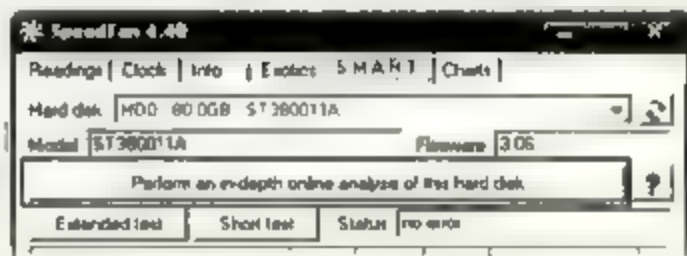 SpeedFan 4.40
Readings Clock Info Exotics S.M.A.R.T. Charts
Hard disk HD0 80.0GB ST380011A
Model ST380011A Firmware 3.06
Perform an in-depth online analysis of this hard disk ?
Extended test Short test Status no error